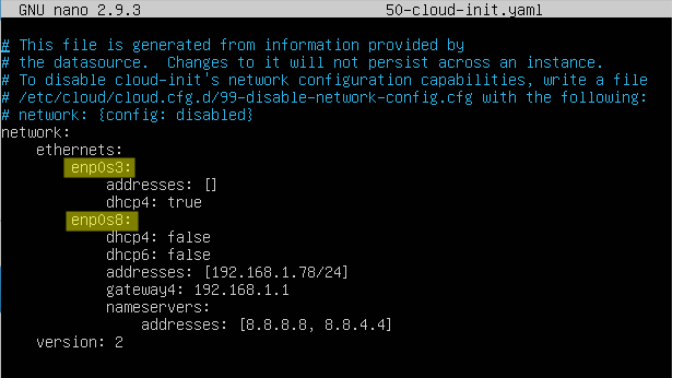 GNU nano 2.9.3 50-cloud-init.yaml
# This file is generated from information provided by
# the datasource.  Changes to it will not persist across an instance.
# To disable cloud-init's network configuration capabilities, write a file
# /etc/cloud/cloud.cfg.d/99-disable-network-config.cfg with the following:
# network: {config: disabled}
network:
    ethernets:
        enp0s3:
            addresses: []
            dhcp4: true
        enp0s8:
            dhcp4: false
            dhcp6: false
            addresses: [192.168.1.78/24]
            gateway4: 192.168.1.1
            nameservers:
                addresses: [8.8.8.8, 8.8.4.4]
    version: 2